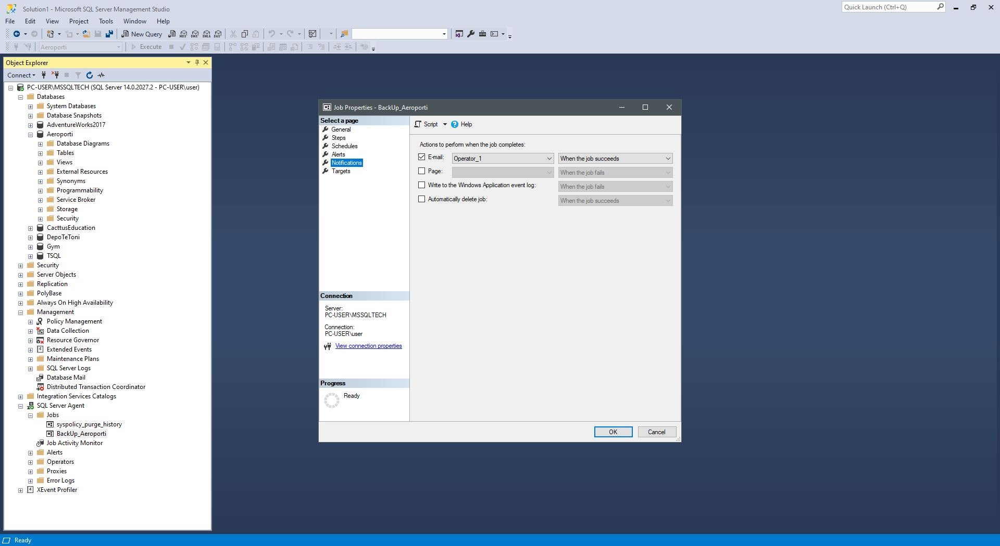 Solution1 - Microsoft SQL Server Management Studio
Quick Launch (Ctrl+Q)
File Edit View Project Tools Window Help
New Query MDX DMX XMLA DAX
Aeroporti Execute
Object Explorer
Connect
PC-USER\MSSQLTECH (SQL Server 14.0.2027.2 - PC-USER\user)
Databases
System Databases
Database Snapshots
AdventureWorks2017
Aeroporti
Database Diagrams
Tables
Views
External Resources
Synonyms
Programmability
Service Broker
Storage
Security
CacttusEducation
DepoTeToni
Gym
TSQL
Security
Server Objects
Replication
PolyBase
Always On High Availability
Management
Policy Management
Data Collection
Resource Governor
Extended Events
Maintenance Plans
SQL Server Logs
Database Mail
Distributed Transaction Coordinator
Integration Services Catalogs
SQL Server Agent
Jobs
syspolicy_purge_history
BackUp_Aeroporti
Job Activity Monitor
Alerts
Operators
Proxies
Error Logs
XEvent Profiler
Job Properties - BackUp_Aeroporti
Select a page
General
Steps
Schedules
Alerts
Notifications
Targets
Connection
Server:
PC-USER\MSSQLTECH
Connection:
PC-USER\user
View connection properties
Progress
Ready
Script Help
Actions to perform when the job completes:
E-mail: Operator_1 When the job succeeds
Page: When the job fails
Write to the Windows Application event log: When the job fails
Automatically delete job: When the job succeeds
OK Cancel
Ready